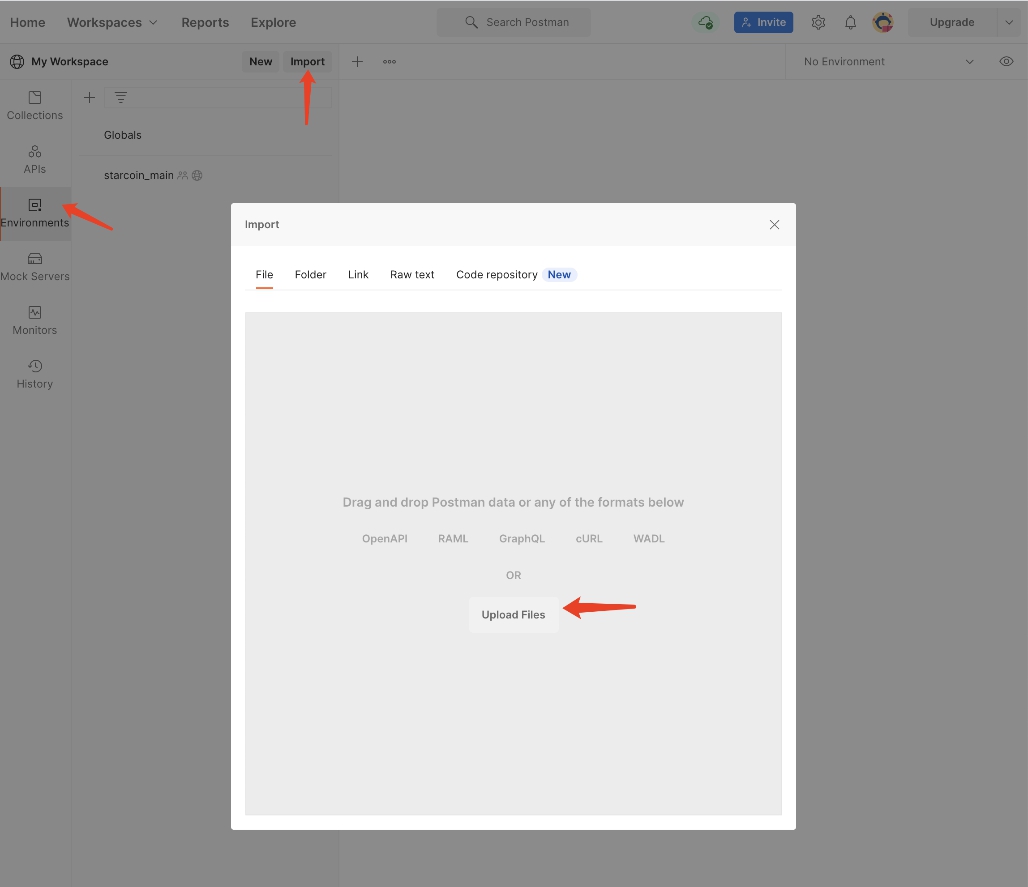 Home Workspaces Reports Explore Search Postman Invite Upgrade
My Workspace New Import No Environment
Collections
Globals
APIs
starcoin_main
Environments
Mock Servers
Monitors
History
Import
File Folder Link Raw text Code repository New
Drag and drop Postman data or any of the formats below
OpenAPI RAML GraphQL cURL WADL
OR
Upload Files